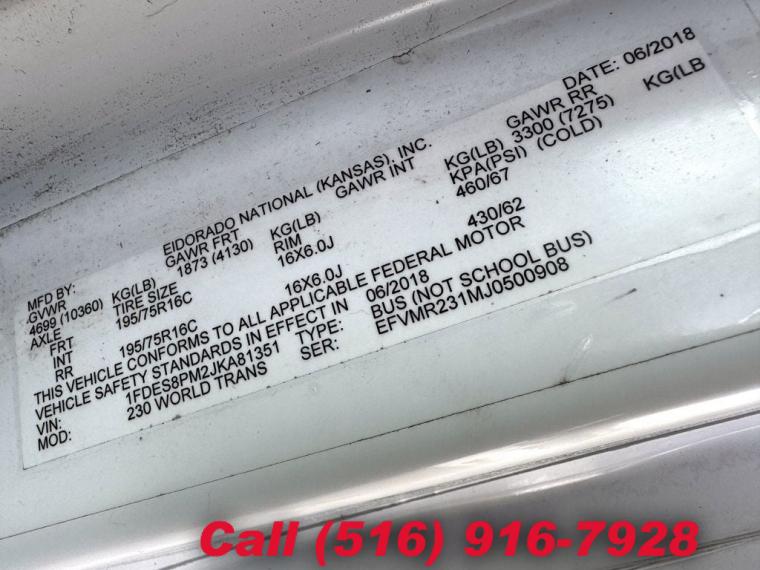 MFD BY: EIDORADO NATIONAL (KANSAS), INC. DATE: 06/2018
GVWR GAWR FRT GAWR INT GAWR RR
4699 (10360) KG(LB) 1873 (4130) KG(LB) KG(LB) 3300 (7275) KG(LB
AXLE TIRE SIZE RIM KPA(PSI) (COLD)
FRT 195/75R16C 16X6.0J 460/67
INT
RR 195/75R16C 16X6.0J 430/62
THIS VEHICLE CONFORMS TO ALL APPLICABLE FEDERAL MOTOR
VEHICLE SAFETY STANDARDS IN EFFECT IN 06/2018
VIN: 1FDES8PM2JKA81351 TYPE: BUS (NOT SCHOOL BUS)
MOD: 230 WORLD TRANS SER: EFVMR231MJ0500908
Call (516) 916-7928